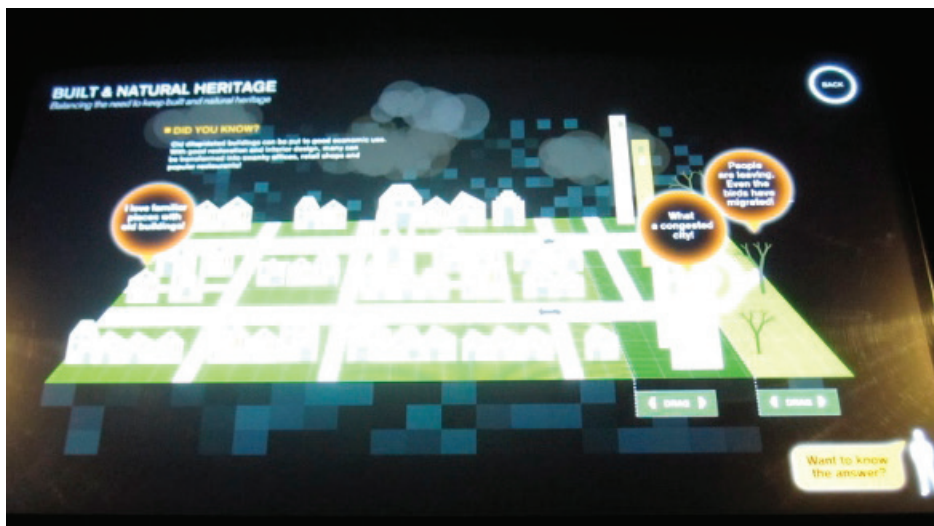 BUILT & NATURAL HERITAGE
Balancing the need to keep built and natural heritage
BACK
DID YOU KNOW?
Old dilapidated buildings can be put to good economic use.
With good restoration and interior design, many can
be transformed into swanky offices, retail shops and
popular restaurants!
I love familiar
places with
old buildings!
People
are leaving.
Even the
birds have
migrated!
What
a congested
city!
DRAG
DRAG
Want to know
the answer?